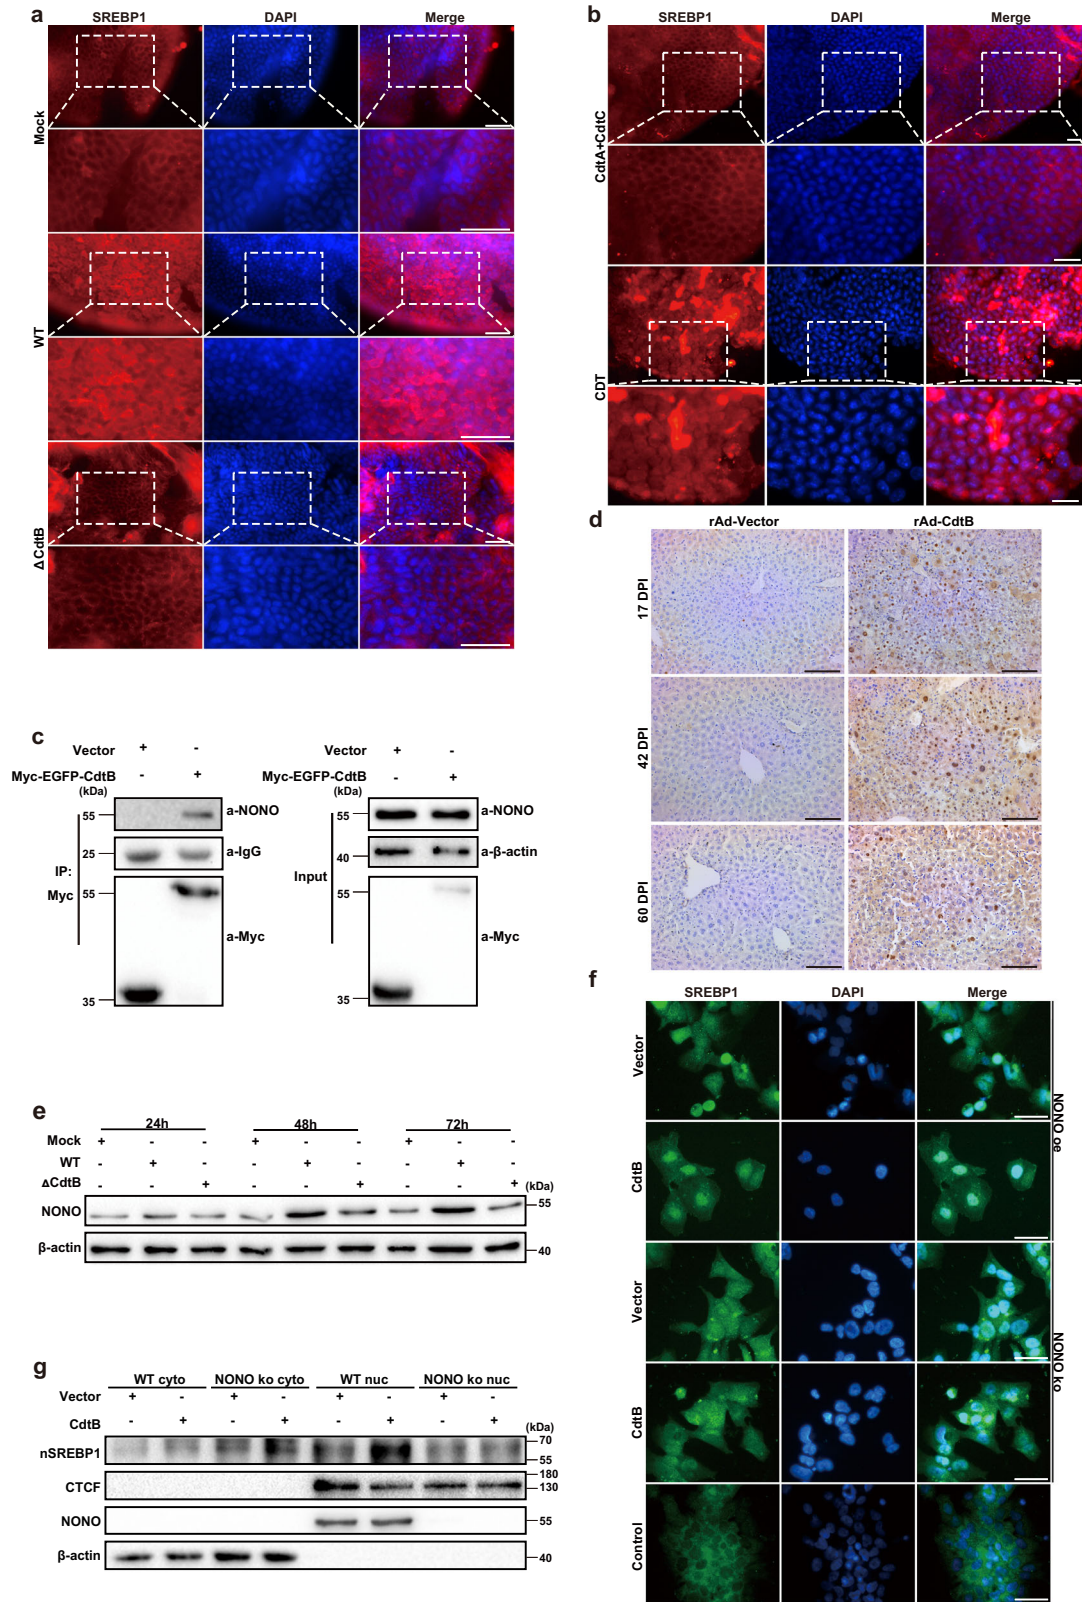 a
SREBP1 DAPI Merge
Mock
WT
ΔCdtB
b
SREBP1 DAPI Merge
CdtA+CdtC
CDT
c
Vector + -
Myc-EGFP-CdtB - +
(kDa)
55 a-NONO
25 a-IgG
IP:
Myc
55
a-Myc
35
Vector + -
Myc-EGFP-CdtB - +
(kDa)
55 a-NONO
40 a-β-actin
Input
55
a-Myc
35
d
rAd-Vector rAd-CdtB
17 DPI
42 DPI
60 DPI
e
24h 48h 72h
Mock + - - + - - + - -
WT - + - - + - - + -
ΔCdtB - - + - - + - - +
(kDa)
NONO 55
β-actin 40
f
SREBP1 DAPI Merge
Vector
CdtB
NONO oe
Vector
CdtB
NONO ko
Control
g
WT cyto NONO ko cyto WT nuc NONO ko nuc
Vector + - + - + - + -
CdtB - + - + - + - +
(kDa)
nSREBP1 70
55
CTCF 180
130
NONO 55
β-actin 40